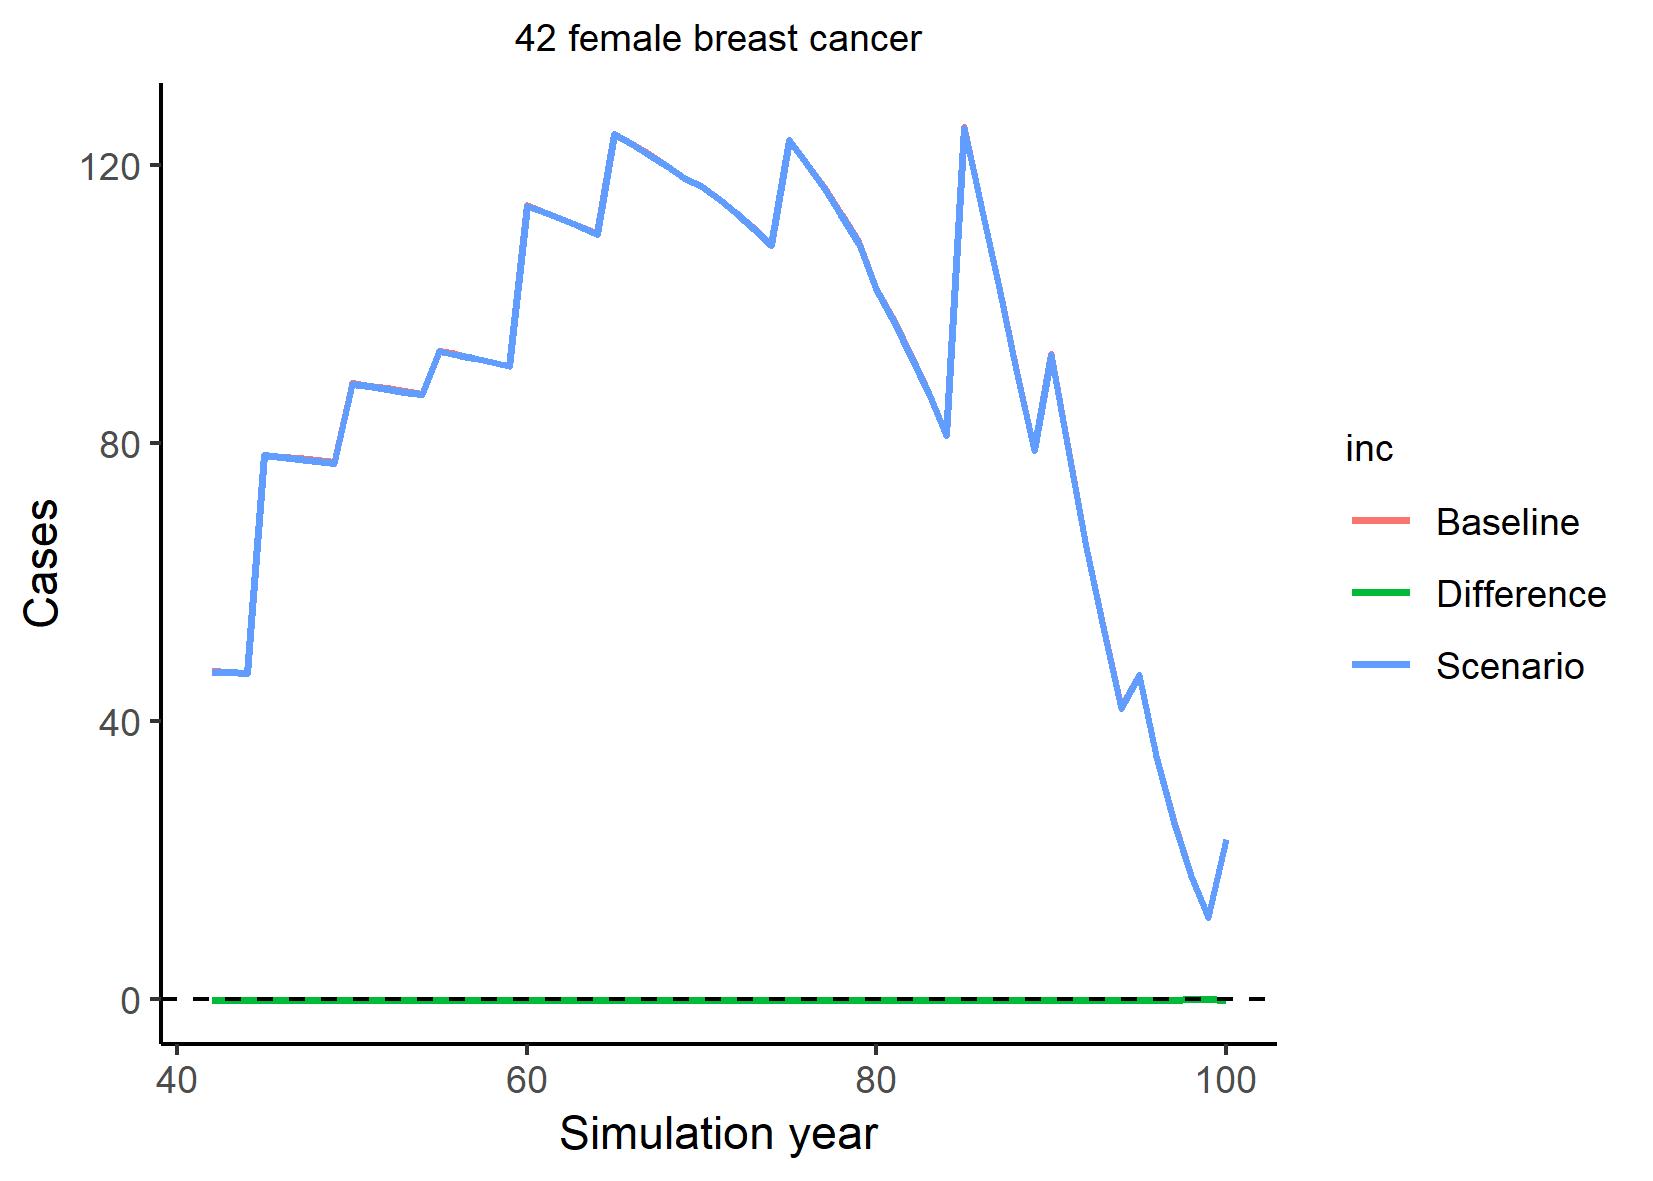 42 female breast cancer
120
80
40
0
Cases
40 60 80 100
Simulation year
inc
Baseline
Difference
Scenario